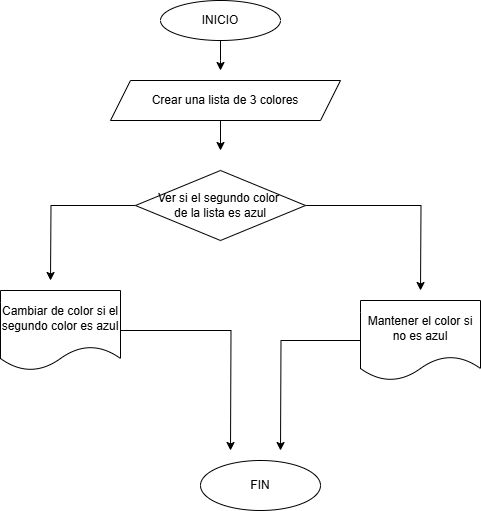 INICIO
Crear una lista de 3 colores
Ver si el segundo color
de la lista es azul
Cambiar de color si el
segundo color es azul
Mantener el color si
no es azul
FIN